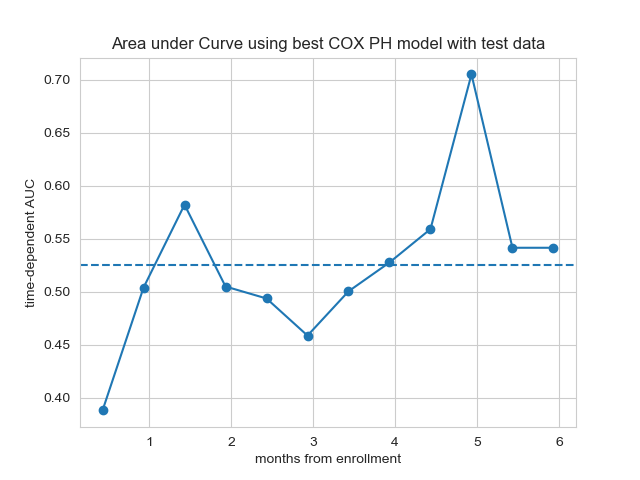 Area under Curve using best COX PH model with test data
time-dependent AUC
0.70
0.65
0.60
0.55
0.50
0.45
0.40
1 2 3 4 5 6
months from enrollment